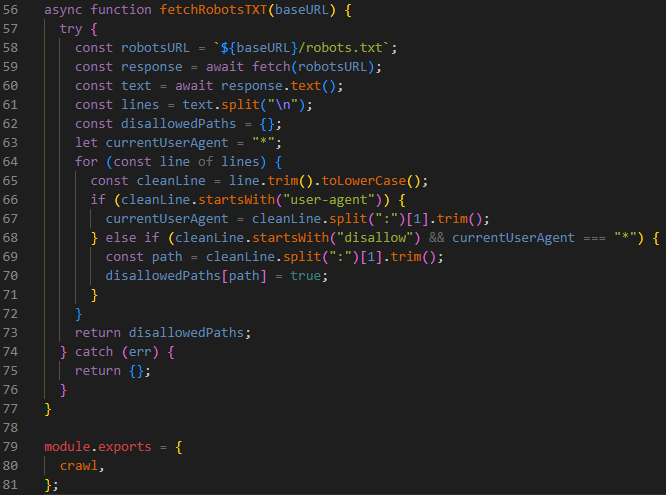 56 async function fetchRobotsTXT(baseURL) {
57   try {
58     const robotsURL = `${baseURL}/robots.txt`;
59     const response = await fetch(robotsURL);
60     const text = await response.text();
61     const lines = text.split("\n");
62     const disallowedPaths = {};
63     let currentUserAgent = "*";
64     for (const line of lines) {
65       const cleanLine = line.trim().toLowerCase();
66       if (cleanLine.startsWith("user-agent")) {
67         currentUserAgent = cleanLine.split(":")[1].trim();
68       } else if (cleanLine.startsWith("disallow") && currentUserAgent === "*") {
69         const path = cleanLine.split(":")[1].trim();
70         disallowedPaths[path] = true;
71       }
72     }
73     return disallowedPaths;
74   } catch (err) {
75     return {};
76   }
77 }
78
79 module.exports = {
80   crawl,
81 };